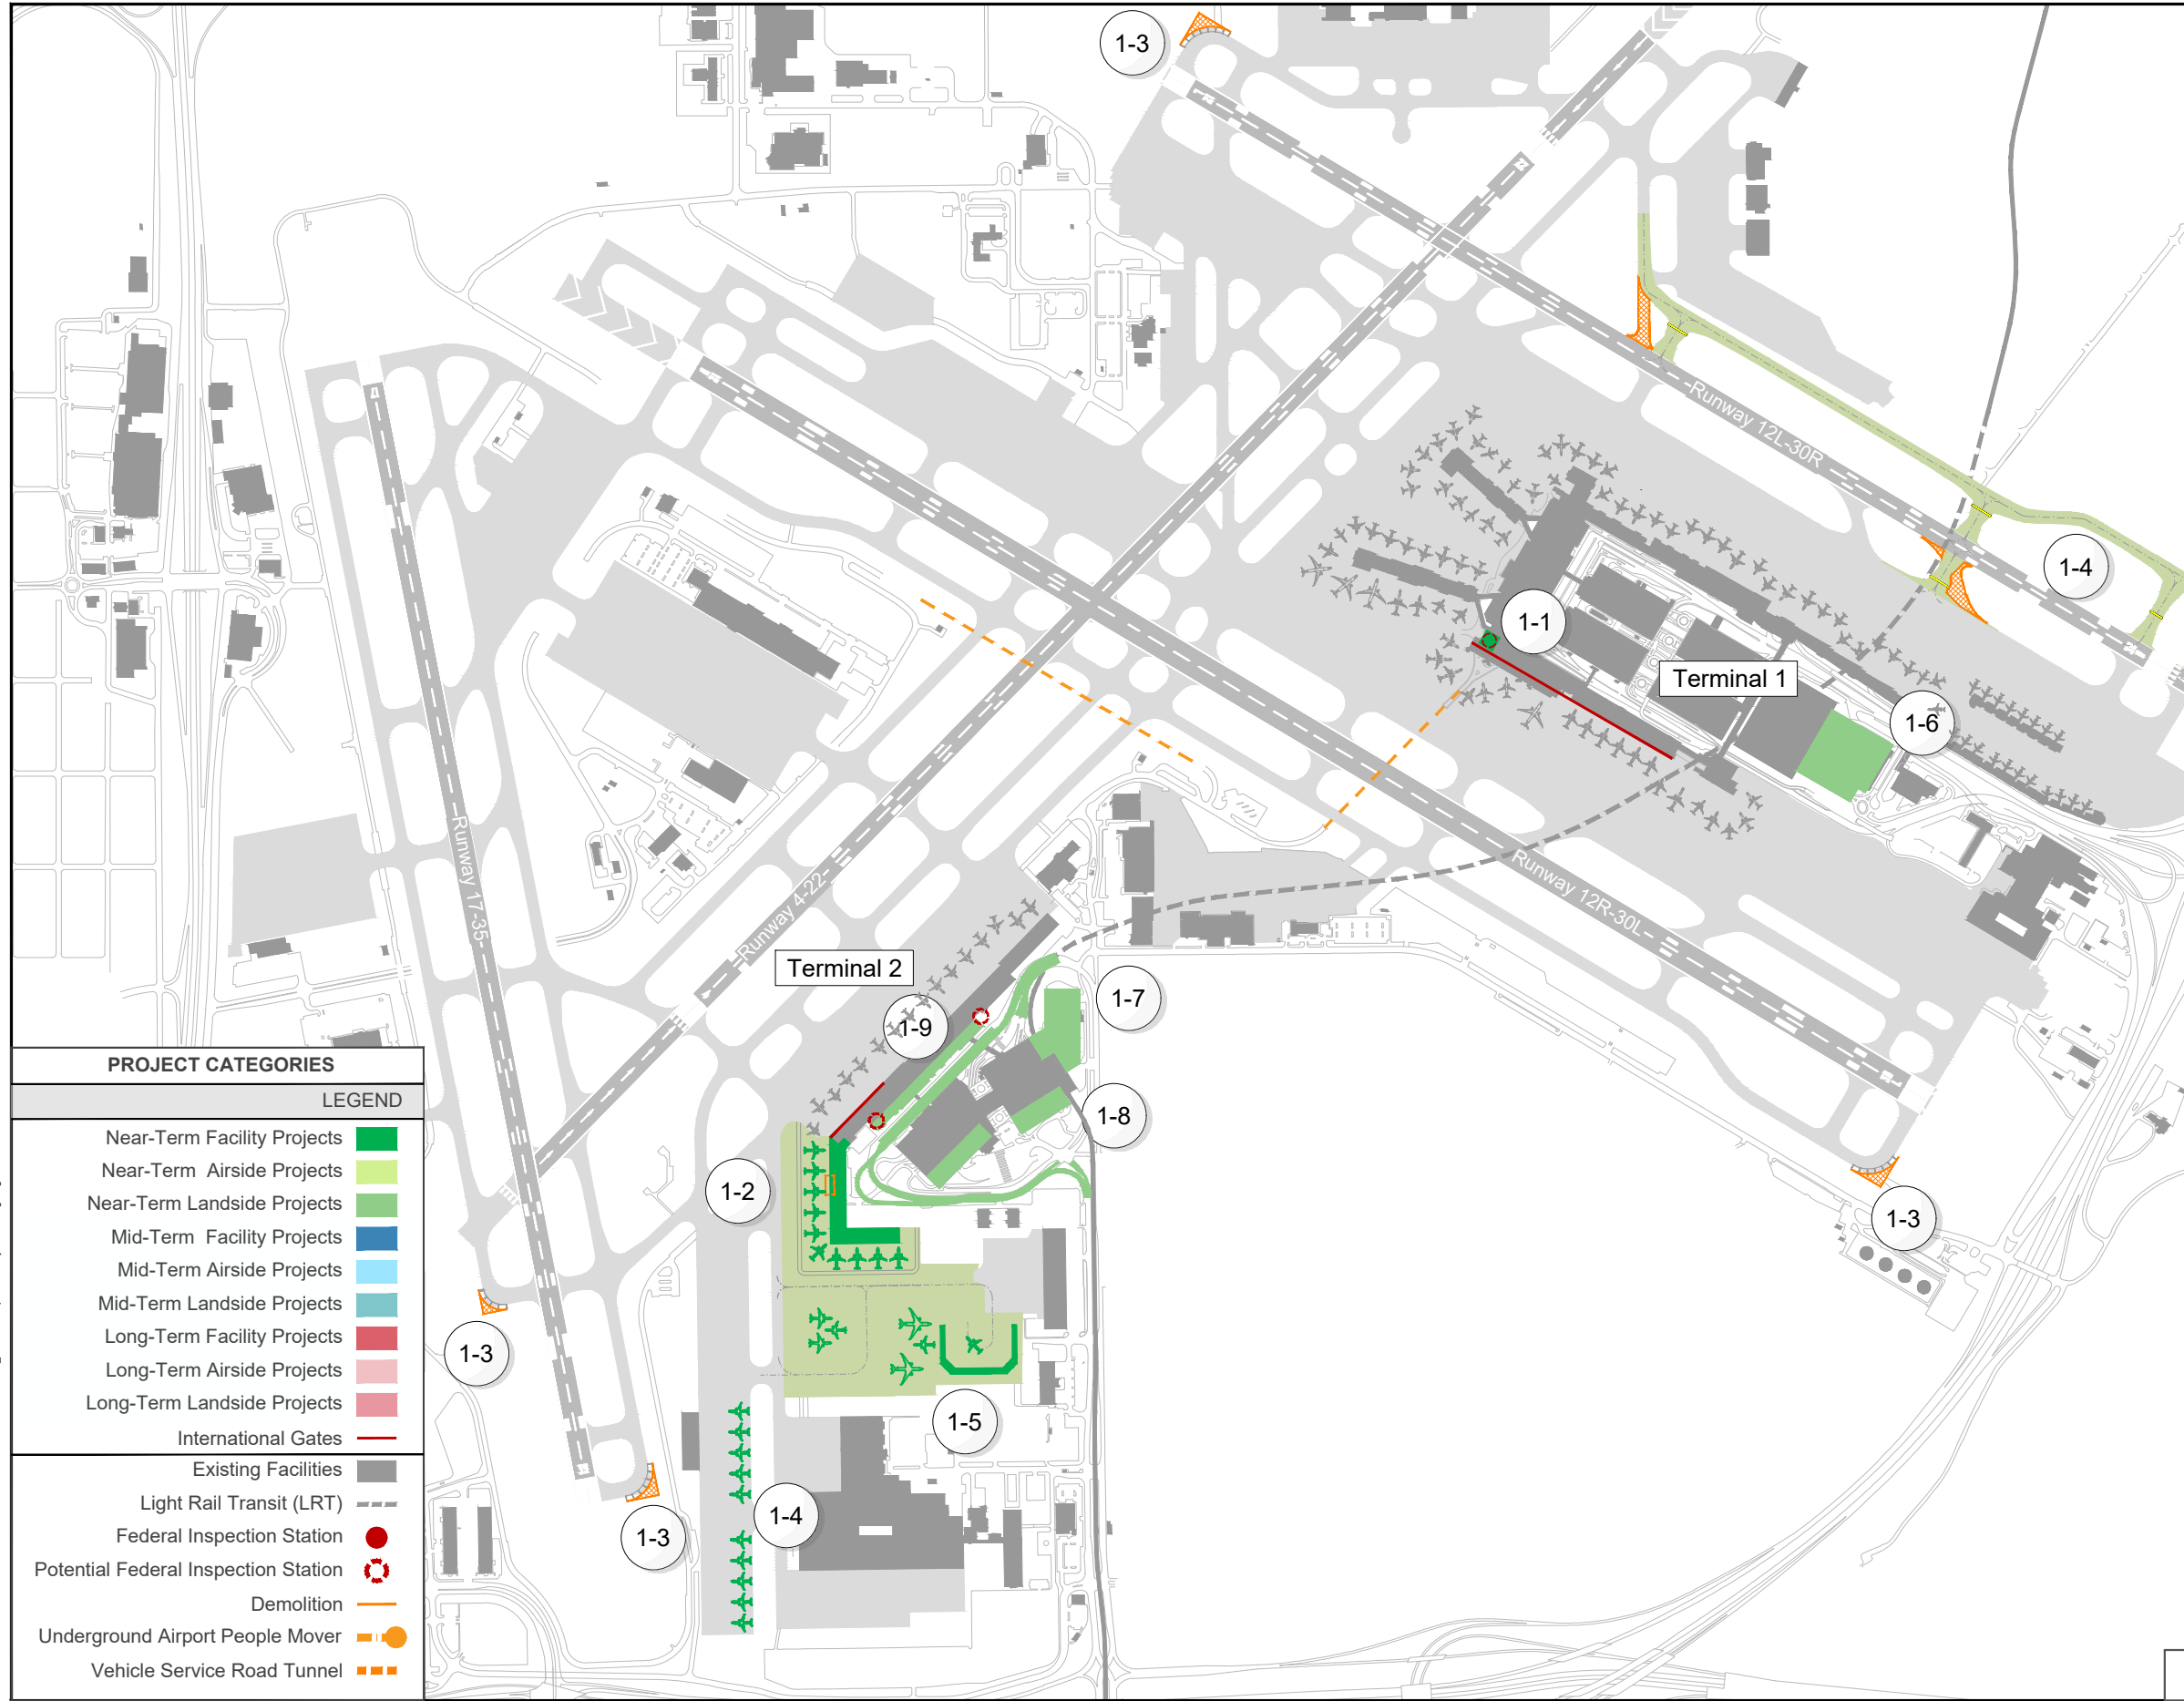 1-3
Runway 12L-30R
1-4
1-1
Terminal 1
1-6
Runway 17-35
Runway 4-22
Runway 12R-30L
Terminal 2
1-7
1-9
1-8
1-2
1-3
1-3
1-5
1-4
1-3
PROJECT CATEGORIES
LEGEND
Near-Term Facility Projects
Near-Term Airside Projects
Near-Term Landside Projects
Mid-Term Facility Projects
Mid-Term Airside Projects
Mid-Term Landside Projects
Long-Term Facility Projects
Long-Term Airside Projects
Long-Term Landside Projects
International Gates
Existing Facilities
Light Rail Transit (LRT)
Federal Inspection Station
Potential Federal Inspection Station
Demolition
Underground Airport People Mover
Vehicle Service Road Tunnel